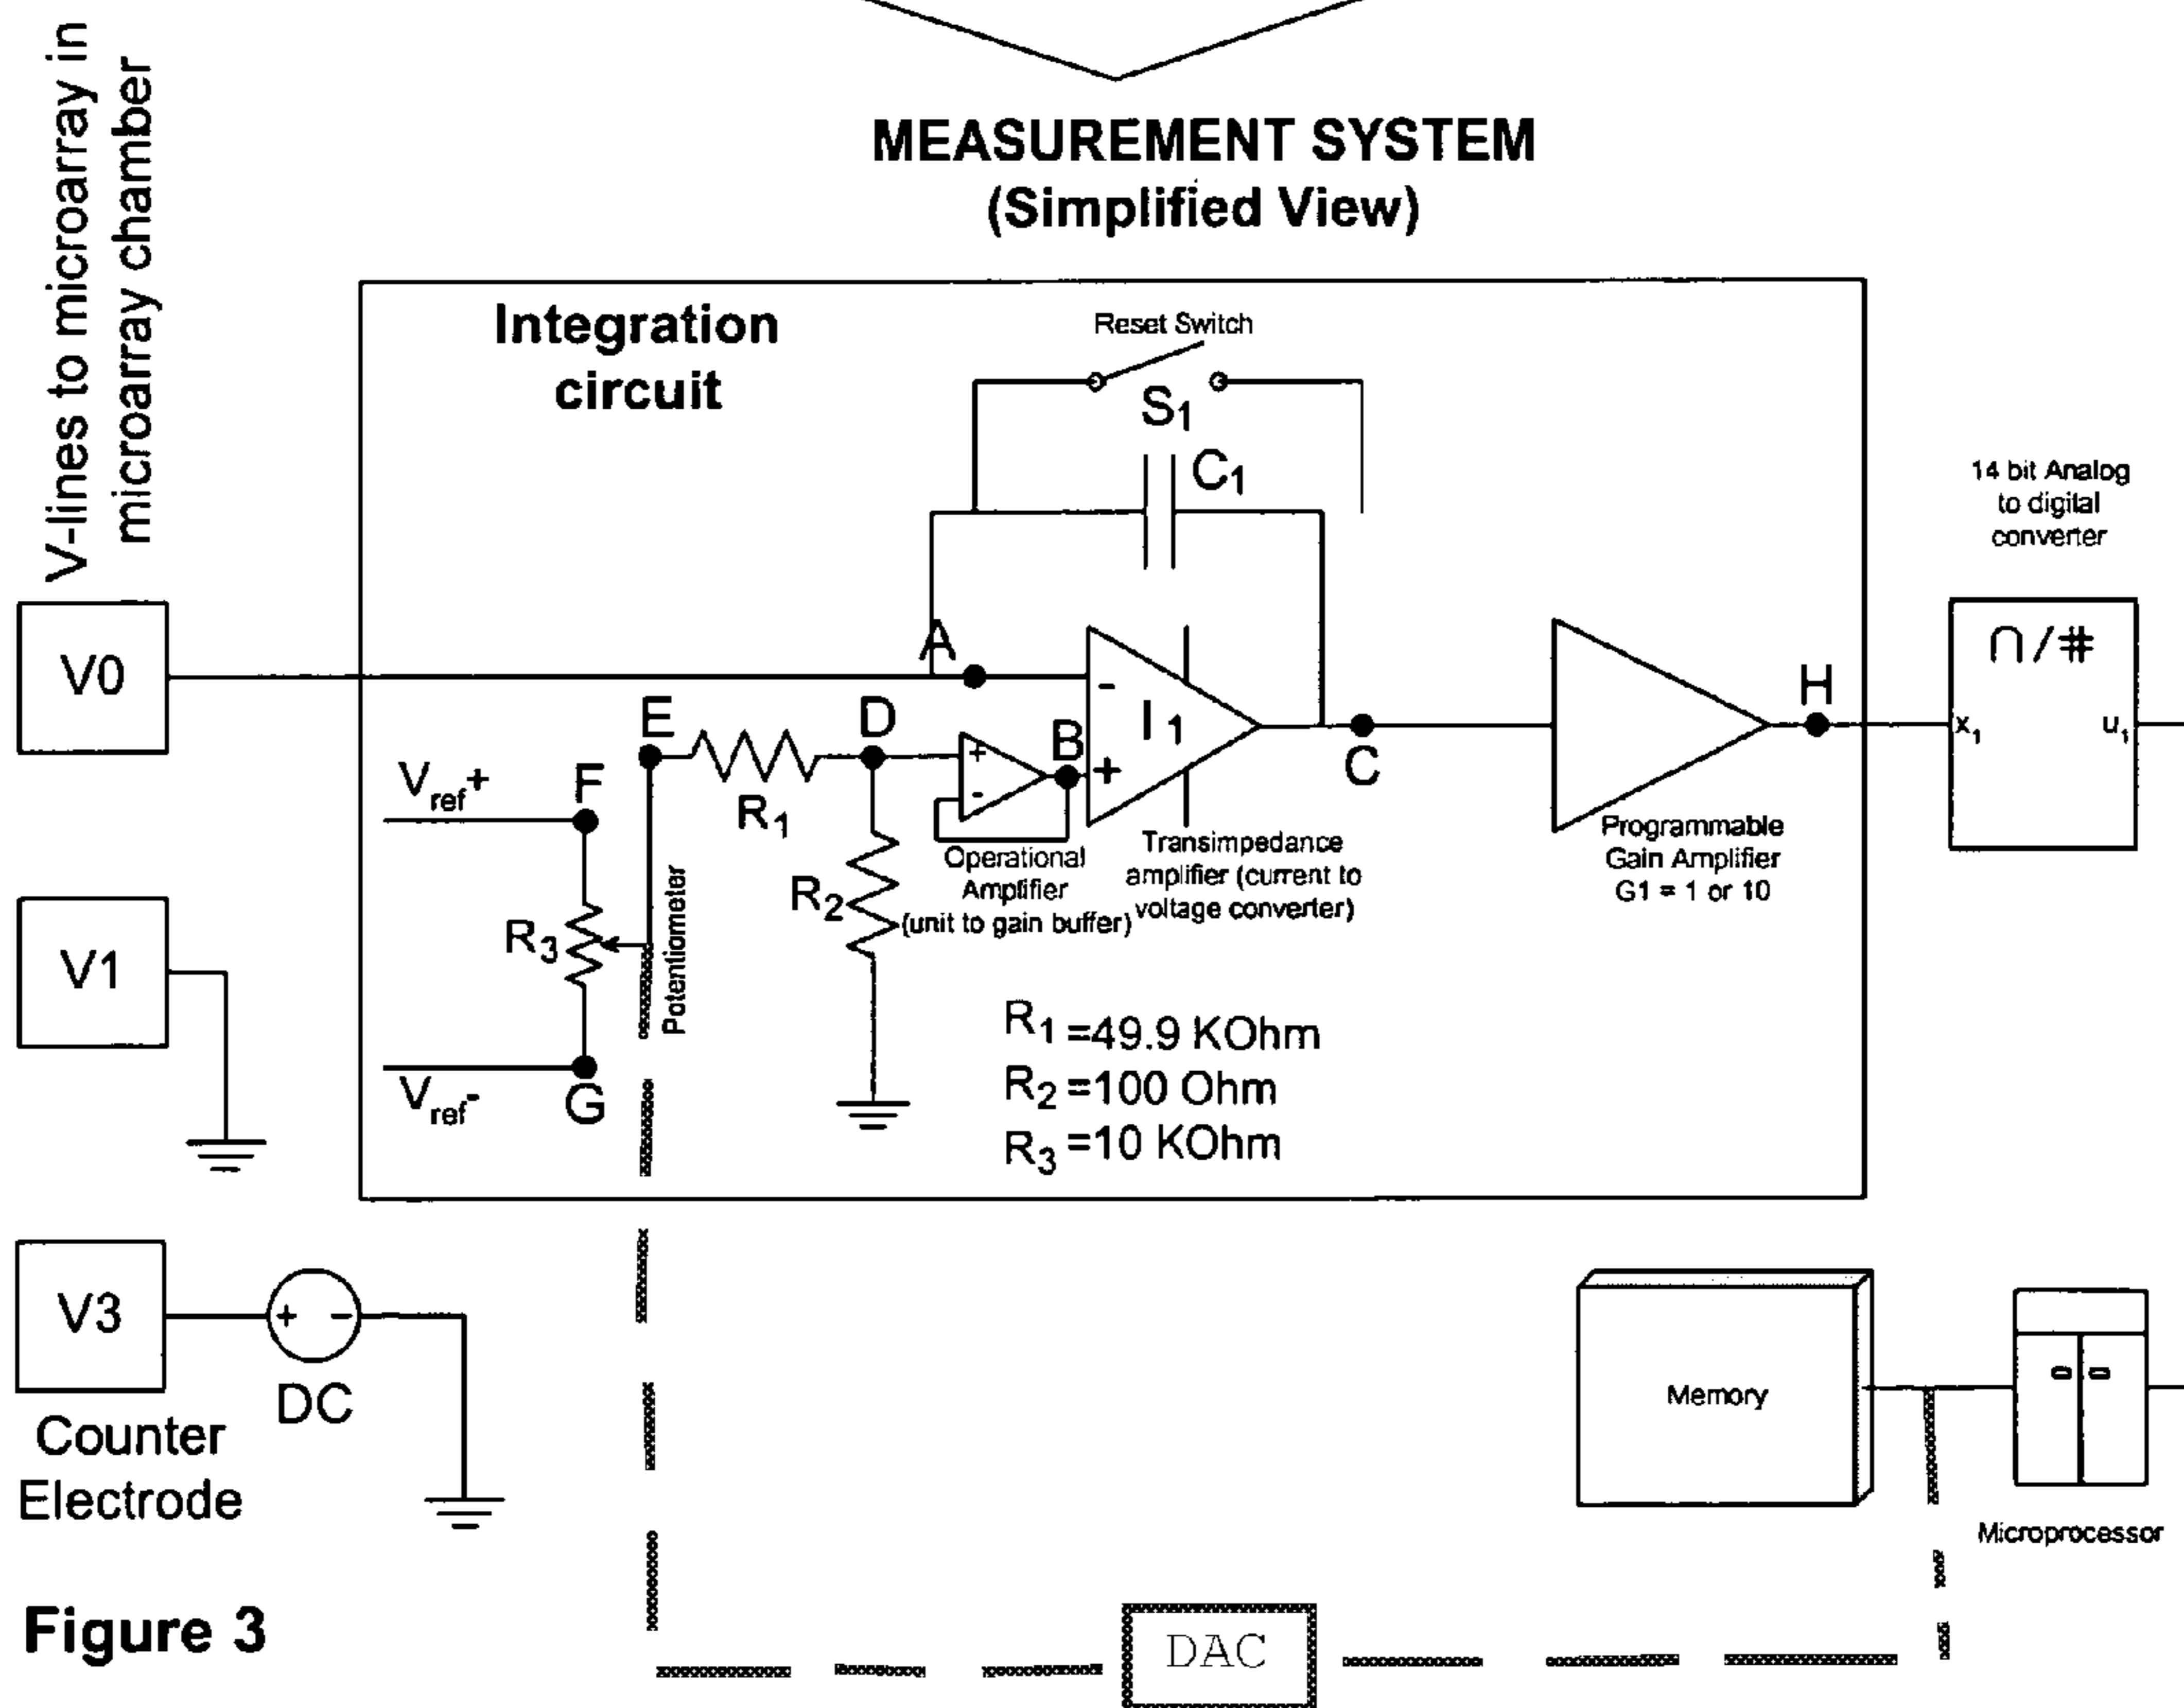 V-lines to microarray in
microarray chamber
MEASUREMENT SYSTEM
(Simplified View)
Integration
circuit
Reset Switch
S1
C1
14 bit Analog
to digital
converter
V0
A
-
+
I1
C
H
∩/#
x1
u1
E
D
B
+
-
R1
Vref+
F
R3
Potentiometer
Vref-
G
R2
Operational
Amplifier
(unit to gain buffer)
Transimpedance
amplifier (current to
voltage converter)
Programmable
Gain Amplifier
G1 = 1 or 10
V1
R1 =49.9 KOhm
R2 =100 Ohm
R3 =10 KOhm
V3
+ −
DC
Counter
Electrode
Memory
Microprocessor
DAC
Figure 3